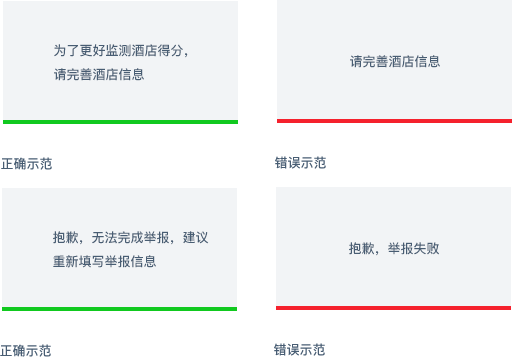 为了更好监测酒店得分，
请完善酒店信息
请完善酒店信息
正确示范
错误示范
抱歉，无法完成举报，建议
重新填写举报信息
抱歉，举报失败
正确示范
错误示范